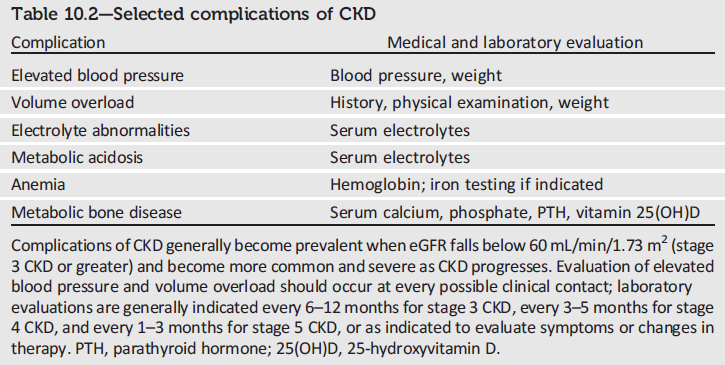 Table 10.2—Selected complications of CKD
Complication Medical and laboratory evaluation
Elevated blood pressure Blood pressure, weight
Volume overload History, physical examination, weight
Electrolyte abnormalities Serum electrolytes
Metabolic acidosis Serum electrolytes
Anemia Hemoglobin; iron testing if indicated
Metabolic bone disease Serum calcium, phosphate, PTH, vitamin 25(OH)D
Complications of CKD generally become prevalent when eGFR falls below 60 mL/min/1.73 m² (stage
3 CKD or greater) and become more common and severe as CKD progresses. Evaluation of elevated
blood pressure and volume overload should occur at every possible clinical contact; laboratory
evaluations are generally indicated every 6–12 months for stage 3 CKD, every 3–5 months for stage
4 CKD, and every 1–3 months for stage 5 CKD, or as indicated to evaluate symptoms or changes in
therapy. PTH, parathyroid hormone; 25(OH)D, 25-hydroxyvitamin D.